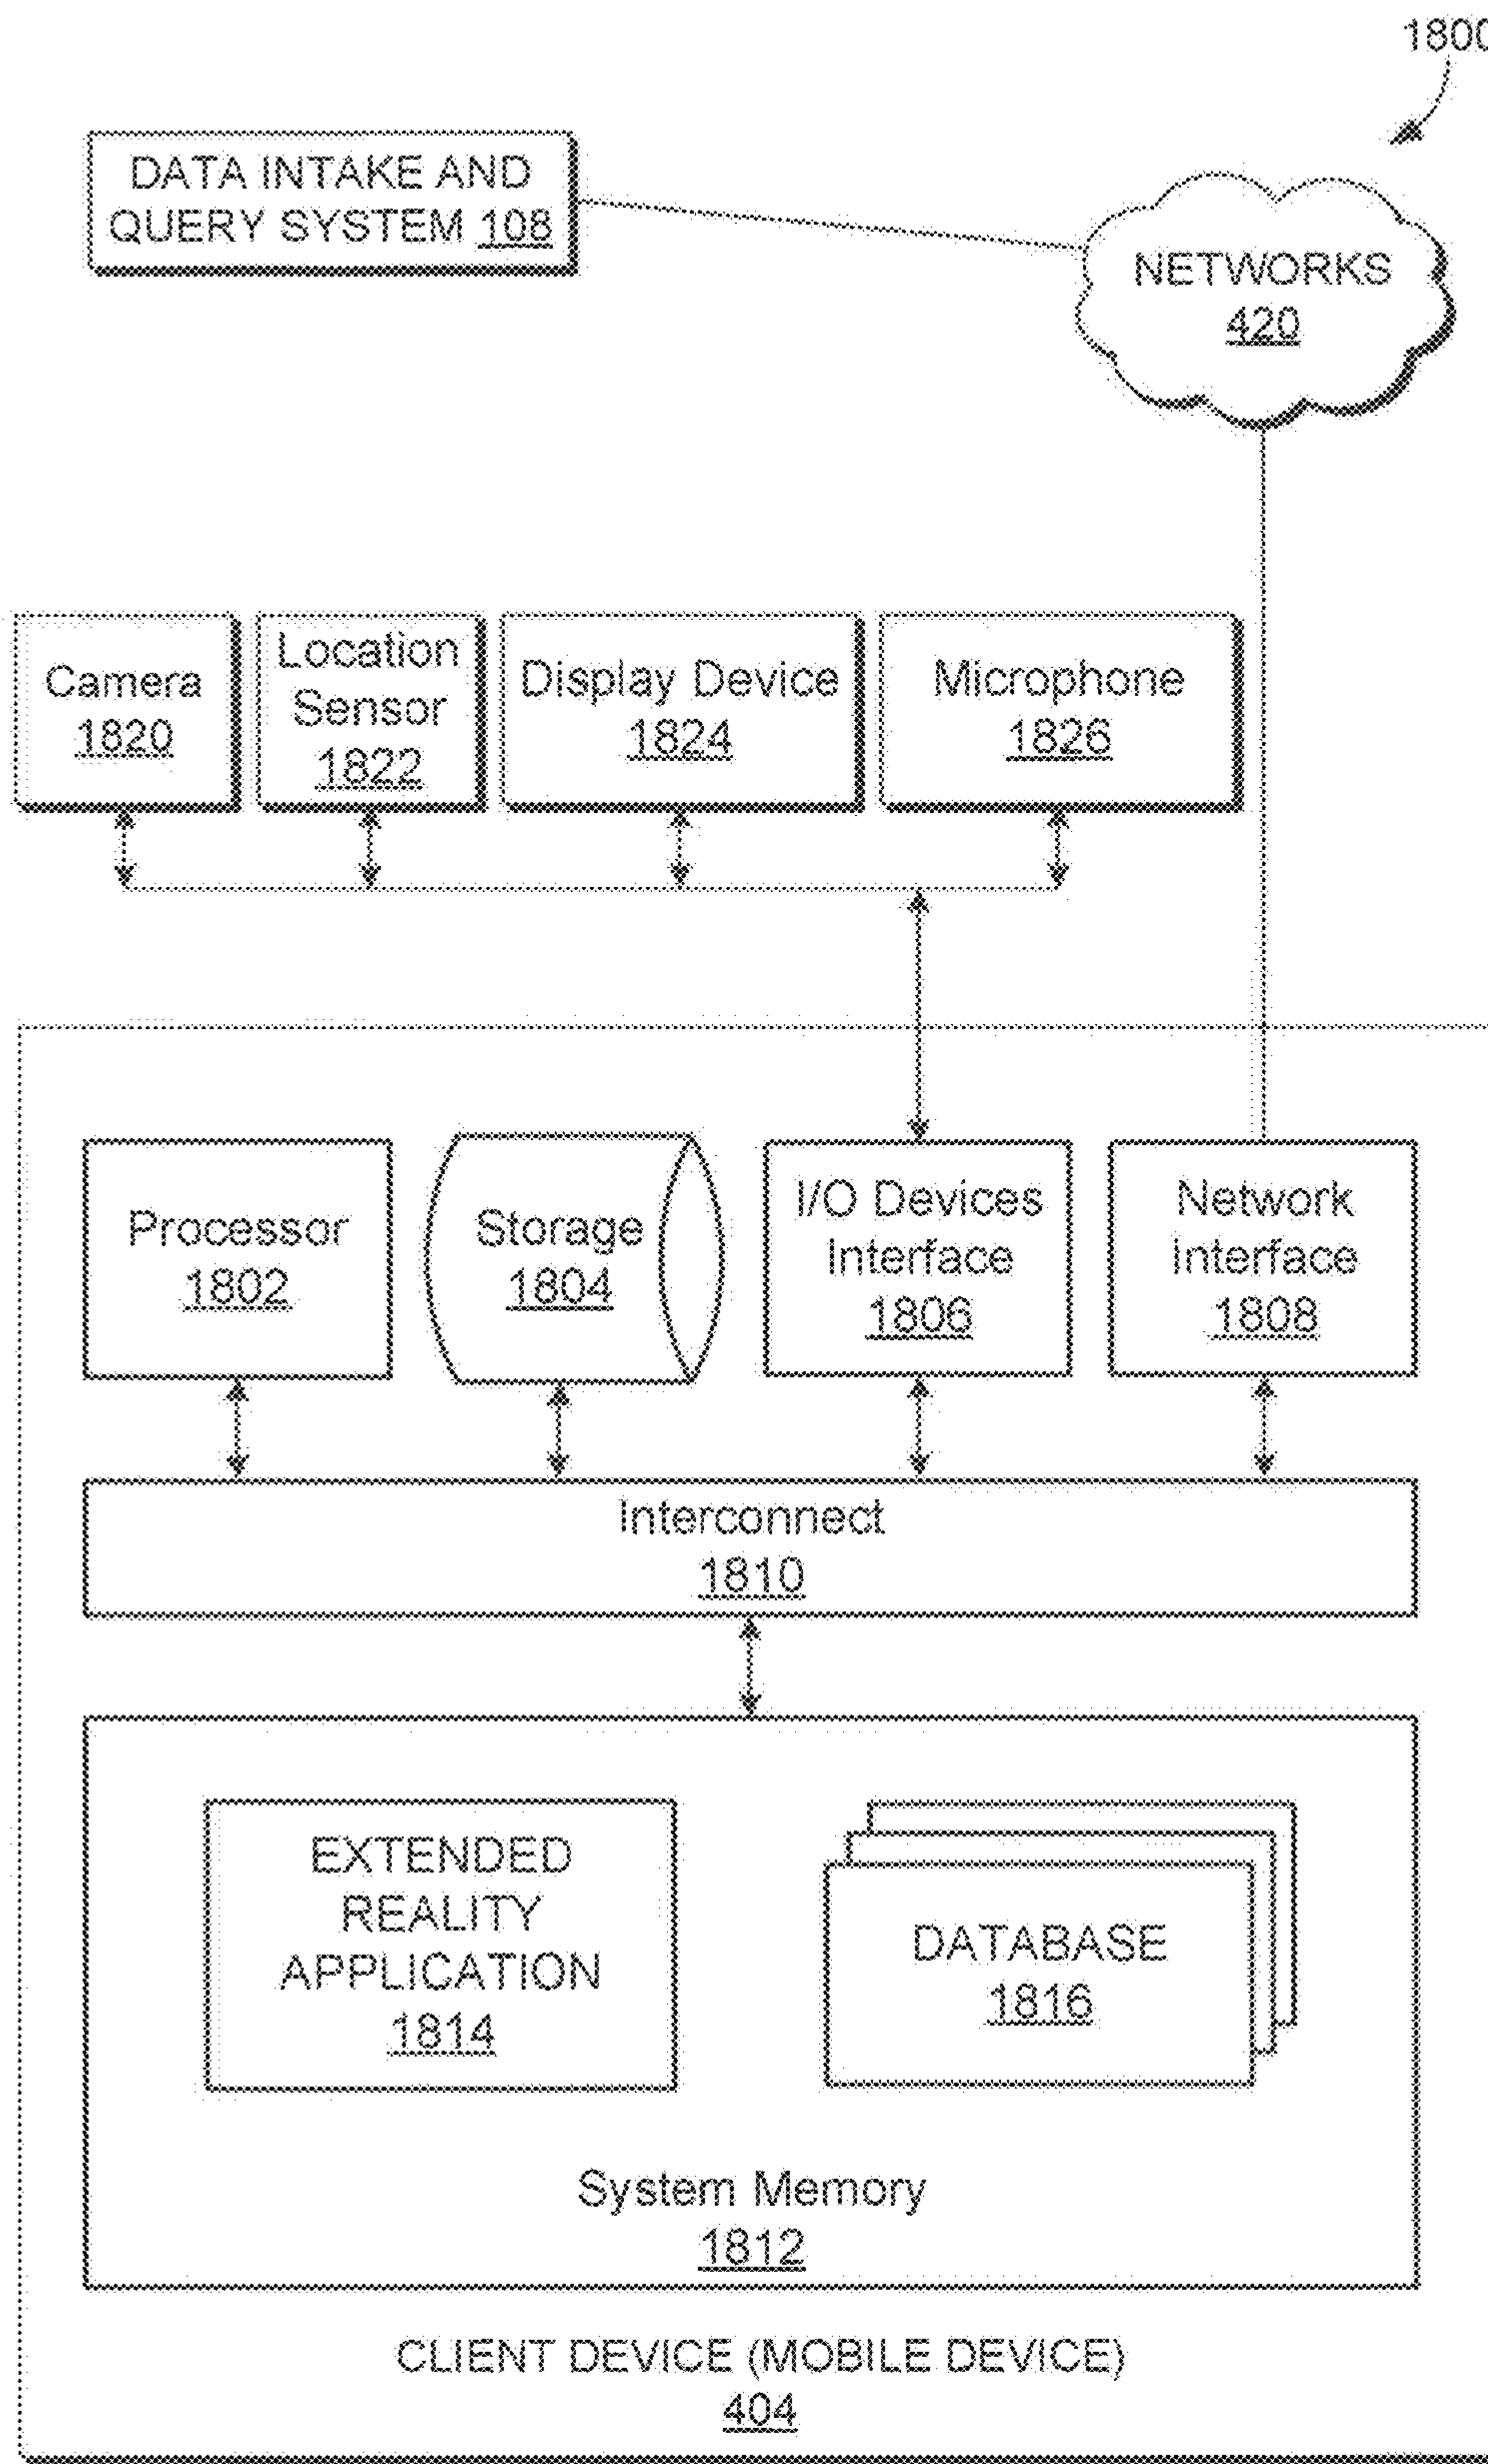 1800
DATA INTAKE AND
QUERY SYSTEM 108
NETWORKS
420
Camera
1820
Location
Sensor
1822
Display Device
1824
Microphone
1826
Processor
1802
Storage
1804
I/O Devices
Interface
1806
Network
Interface
1808
Interconnect
1810
EXTENDED
REALITY
APPLICATION
1814
DATABASE
1816
System Memory
1812
CLIENT DEVICE (MOBILE DEVICE)
404